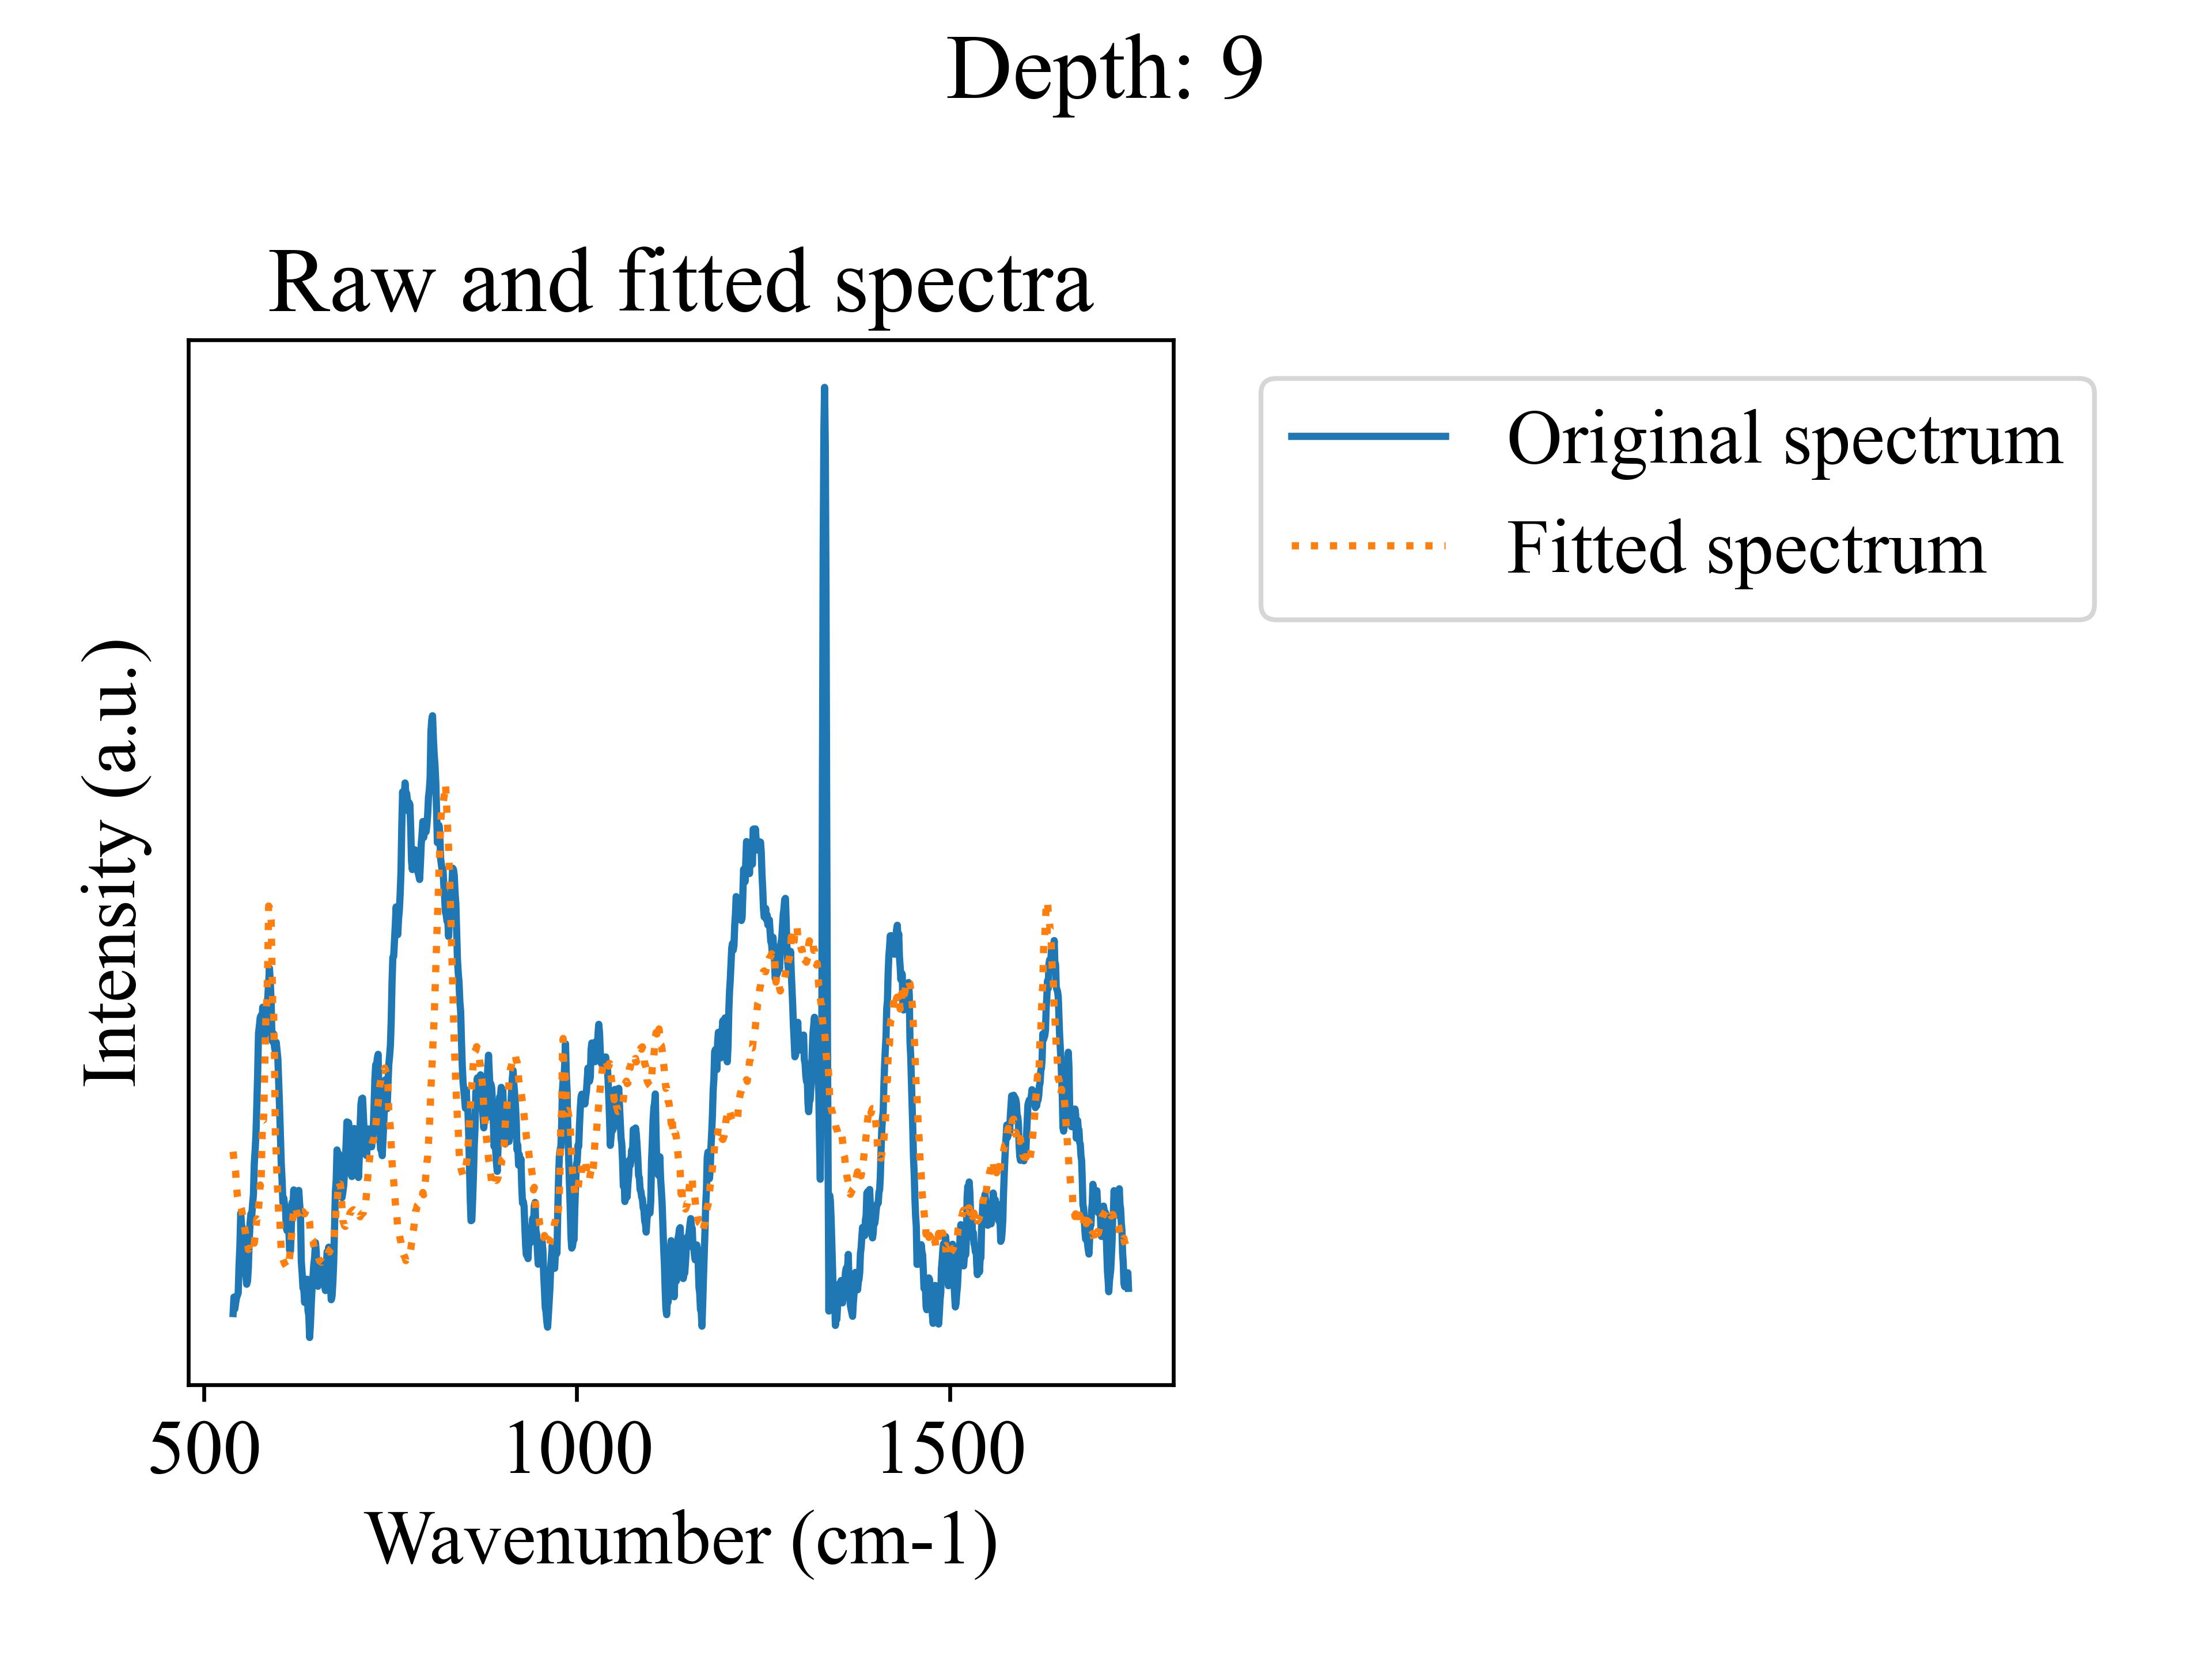 Depth: 9
Raw and fitted spectra
Original spectrum
Fitted spectrum
Intensity (a.u.)
500 1000 1500
Wavenumber (cm-1)